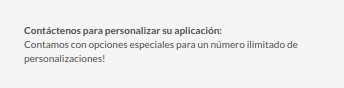 Contáctenos para personalizar su aplicación:
Contamos con opciones especiales para un número ilimitado de
personalizaciones!